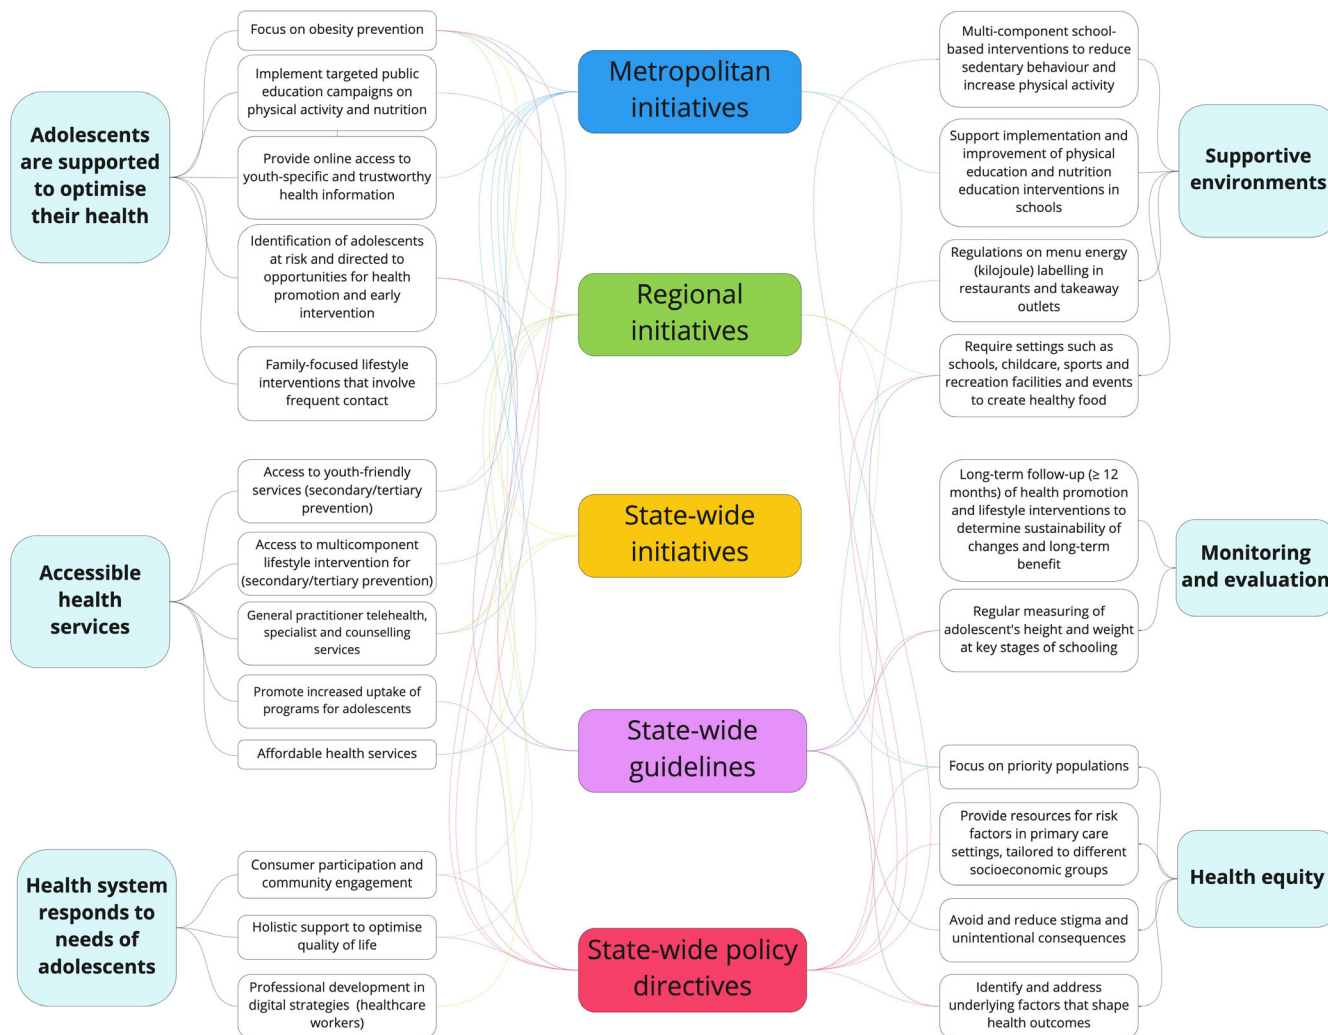 Adolescents
are supported
to optimise
their health
Focus on obesity prevention
Implement targeted public
education campaigns on
physical activity and nutrition
Provide online access to
youth-specific and trustworthy
health information
Identification of adolescents
at risk and directed to
opportunities for health
promotion and early
intervention
Family-focused lifestyle
interventions that involve
frequent contact
Accessible
health
services
Access to youth-friendly
services (secondary/tertiary
prevention)
Access to multicomponent
lifestyle intervention for
(secondary/tertiary prevention)
General practitioner telehealth,
specialist and counselling
services
Promote increased uptake of
programs for adolescents
Affordable health services
Health system
responds to
needs of
adolescents
Consumer participation and
community engagement
Holistic support to optimise
quality of life
Professional development in
digital strategies (healthcare
workers)
Metropolitan
initiatives
Regional
initiatives
State-wide
initiatives
State-wide
guidelines
State-wide policy
directives
Multi-component school-
based interventions to reduce
sedentary behaviour and
increase physical activity
Support implementation and
improvement of physical
education and nutrition
education interventions in
schools
Regulations on menu energy
(kilojoule) labelling in
restaurants and takeaway
outlets
Require settings such as
schools, childcare, sports and
recreation facilities and events
to create healthy food
Supportive
environments
Long-term follow-up (≥ 12
months) of health promotion
and lifestyle interventions to
determine sustainability of
changes and long-term
benefit
Regular measuring of
adolescent's height and weight
at key stages of schooling
Monitoring
and evaluation
Focus on priority populations
Provide resources for risk
factors in primary care
settings, tailored to different
socioeconomic groups
Avoid and reduce stigma and
unintentional consequences
Identify and address
underlying factors that shape
health outcomes
Health equity